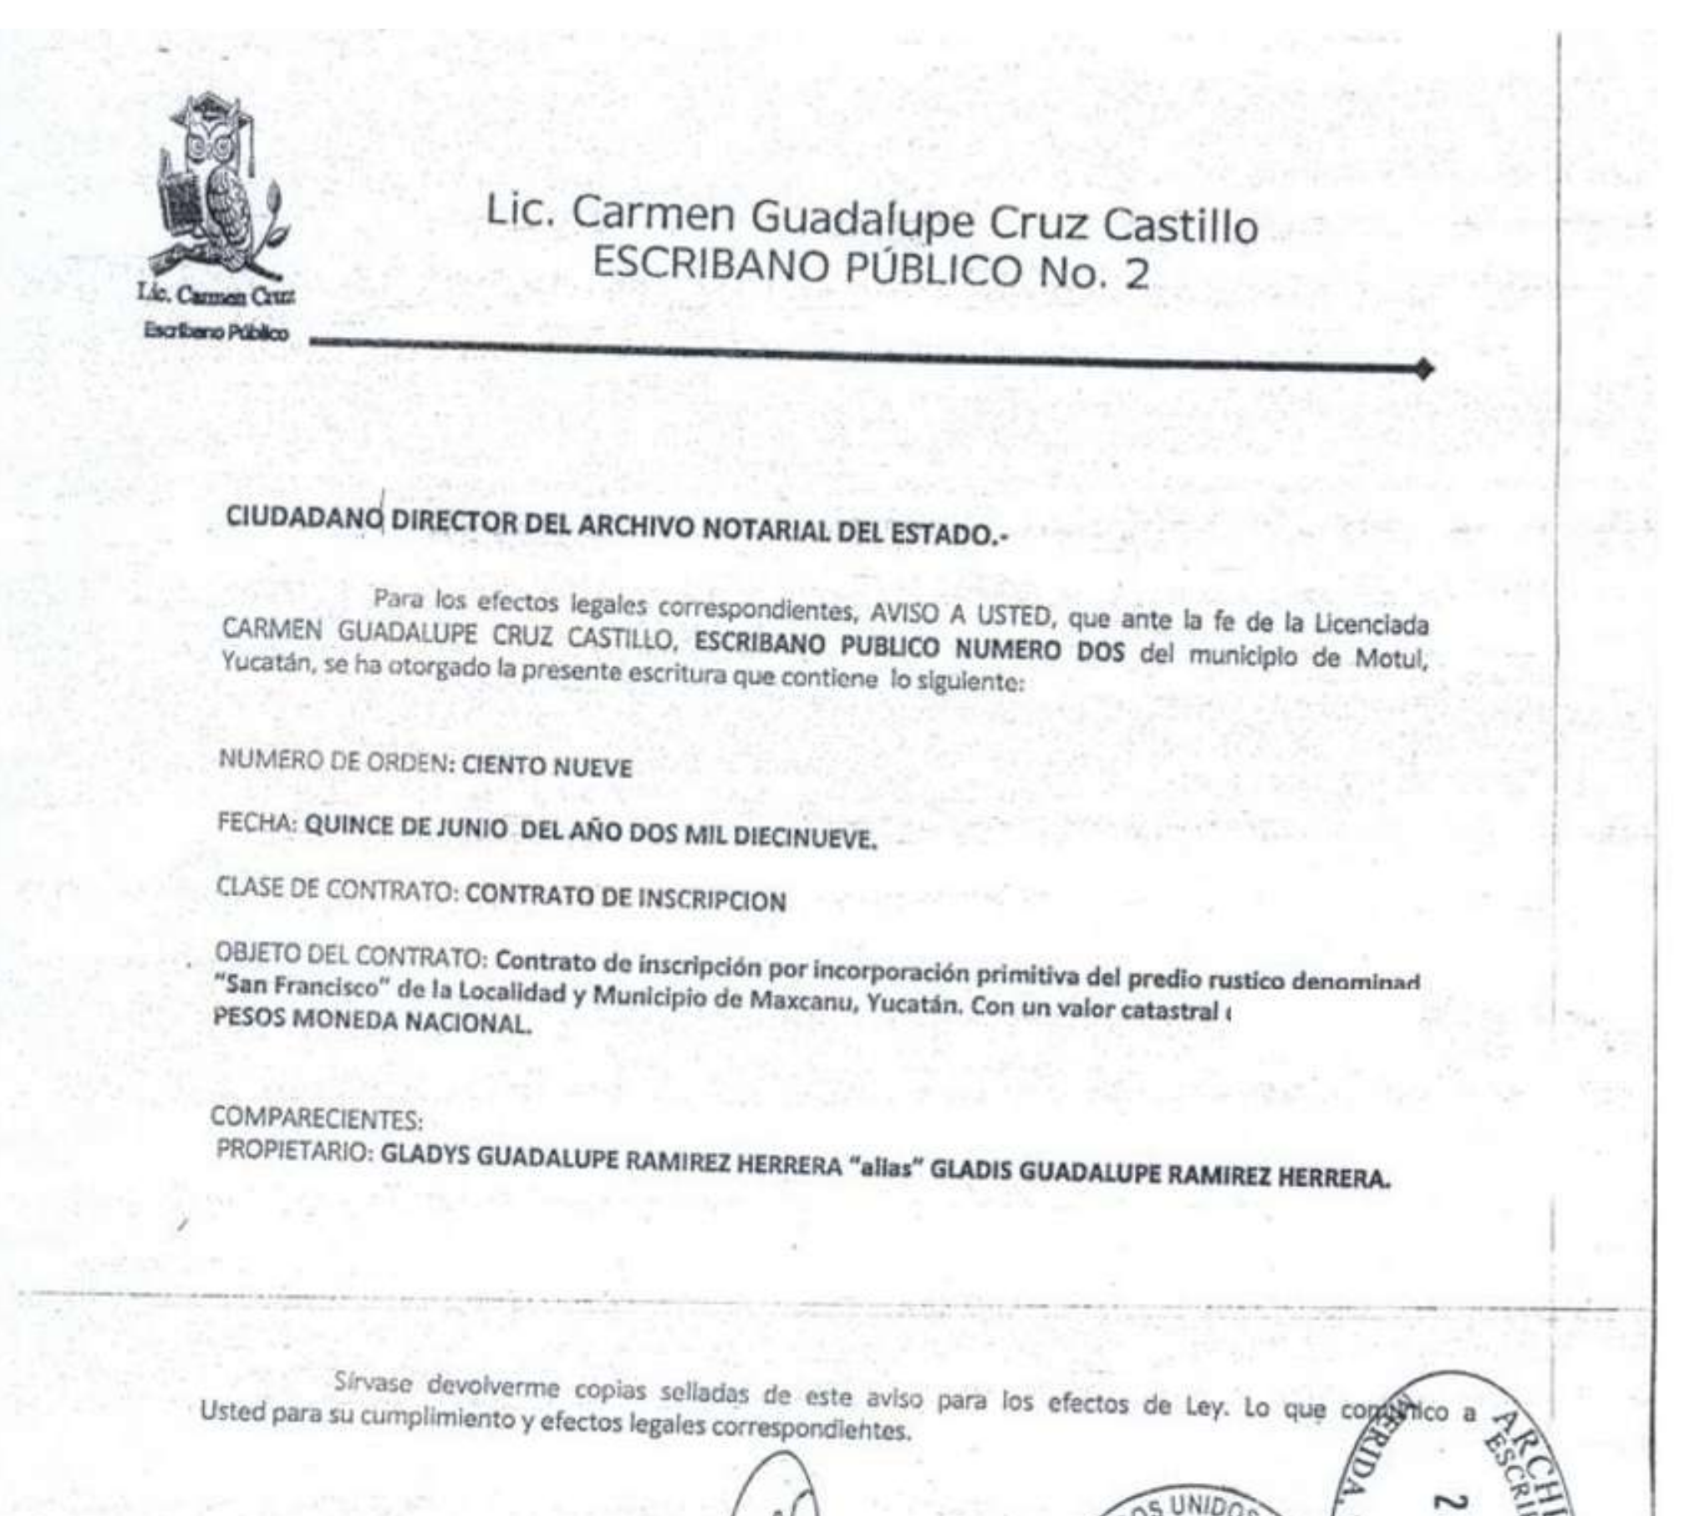 Lic. Carmen Cruz
Escribano Público
Lic. Carmen Guadalupe Cruz Castillo
ESCRIBANO PÚBLICO No. 2
CIUDADANO DIRECTOR DEL ARCHIVO NOTARIAL DEL ESTADO.-
Para los efectos legales correspondientes, AVISO A USTED, que ante la fe de la Licenciada
CARMEN GUADALUPE CRUZ CASTILLO, ESCRIBANO PUBLICO NUMERO DOS del municipio de Motul,
Yucatán, se ha otorgado la presente escritura que contiene lo siguiente:
NUMERO DE ORDEN: CIENTO NUEVE
FECHA: QUINCE DE JUNIO DEL AÑO DOS MIL DIECINUEVE.
CLASE DE CONTRATO: CONTRATO DE INSCRIPCION
OBJETO DEL CONTRATO: Contrato de inscripción por incorporación primitiva del predio rustico denominad
"San Francisco" de la Localidad y Municipio de Maxcanu, Yucatán. Con un valor catastral
PESOS MONEDA NACIONAL.
COMPARECIENTES:
PROPIETARIO: GLADYS GUADALUPE RAMIREZ HERRERA "alias" GLADIS GUADALUPE RAMIREZ HERRERA.
Sírvase devolverme copias selladas de este aviso para los efectos de Ley. Lo que comunico a
Usted para su cumplimiento y efectos legales correspondientes.
OS UNIDOS
MERIDA,
ARCHI
ESCRI
2